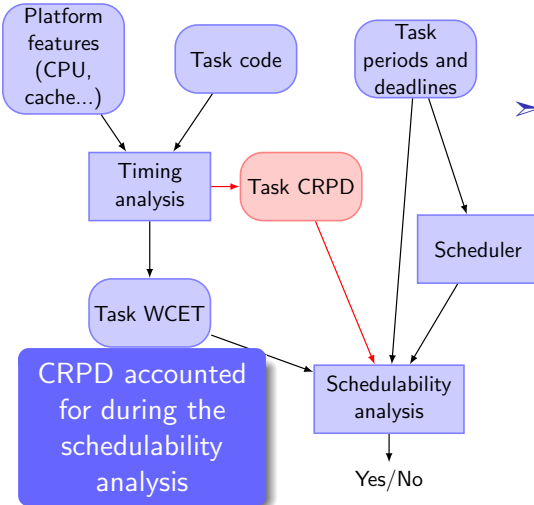 Platform
features
(CPU,
cache...)
Task code
Task
periods and
deadlines
Timing
analysis
Task CRPD
Scheduler
Task WCET
CRPD accounted
for during the
schedulability
analysis
Schedulability
analysis
Yes/No